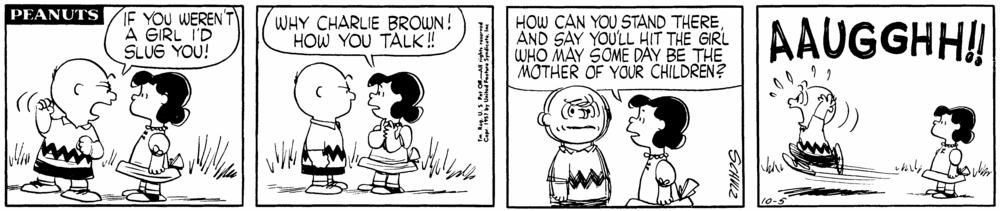 PEANUTS
IF YOU WEREN'T
A GIRL I'D
SLUG YOU!
WHY CHARLIE BROWN!
HOW YOU TALK!!
Tm. Reg. U. S. Pat. Off.—All rights reserved
Copr. 1957 by United Feature Syndicate, Inc.
HOW CAN YOU STAND THERE,
AND SAY YOU'LL HIT THE GIRL
WHO MAY SOME DAY BE THE
MOTHER OF YOUR CHILDREN?
SCHULZ
AAUGGHH!!
10-5